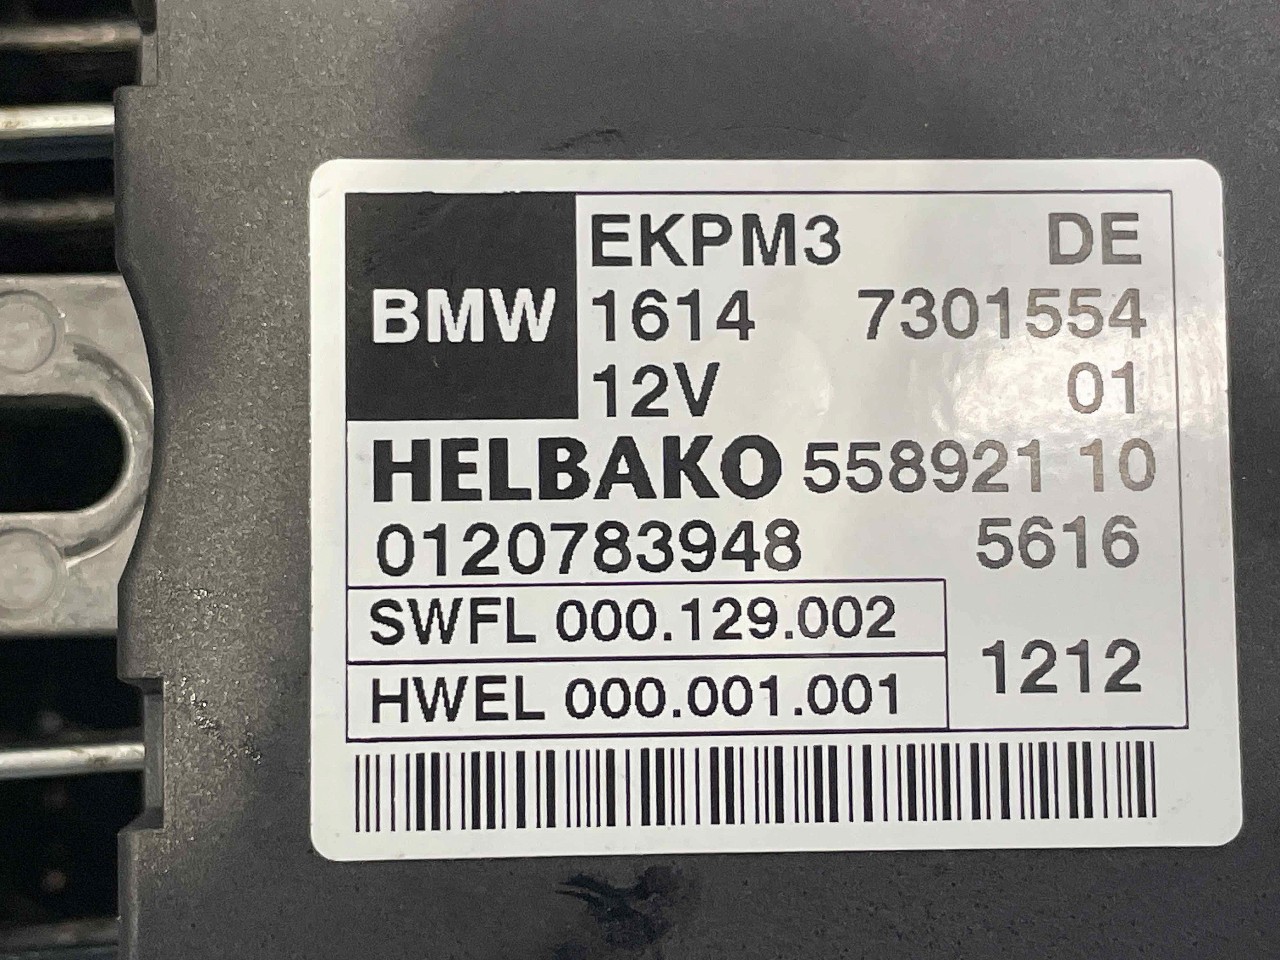 BMW
EKPM3 DE
1614 7301554
12V 01
HELBAKO 558921 10
0120783948 5616
SWFL 000.129.002
HWEL 000.001.001
1212